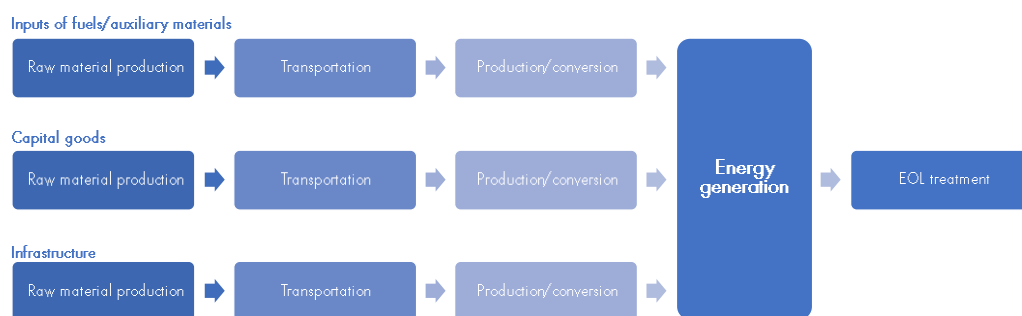 Inputs of fuels/auxiliary materials
Raw material production
Transportation
Production/conversion
Capital goods
Raw material production
Transportation
Production/conversion
Energy
generation
EOL treatment
Infrastructure
Raw material production
Transportation
Production/conversion